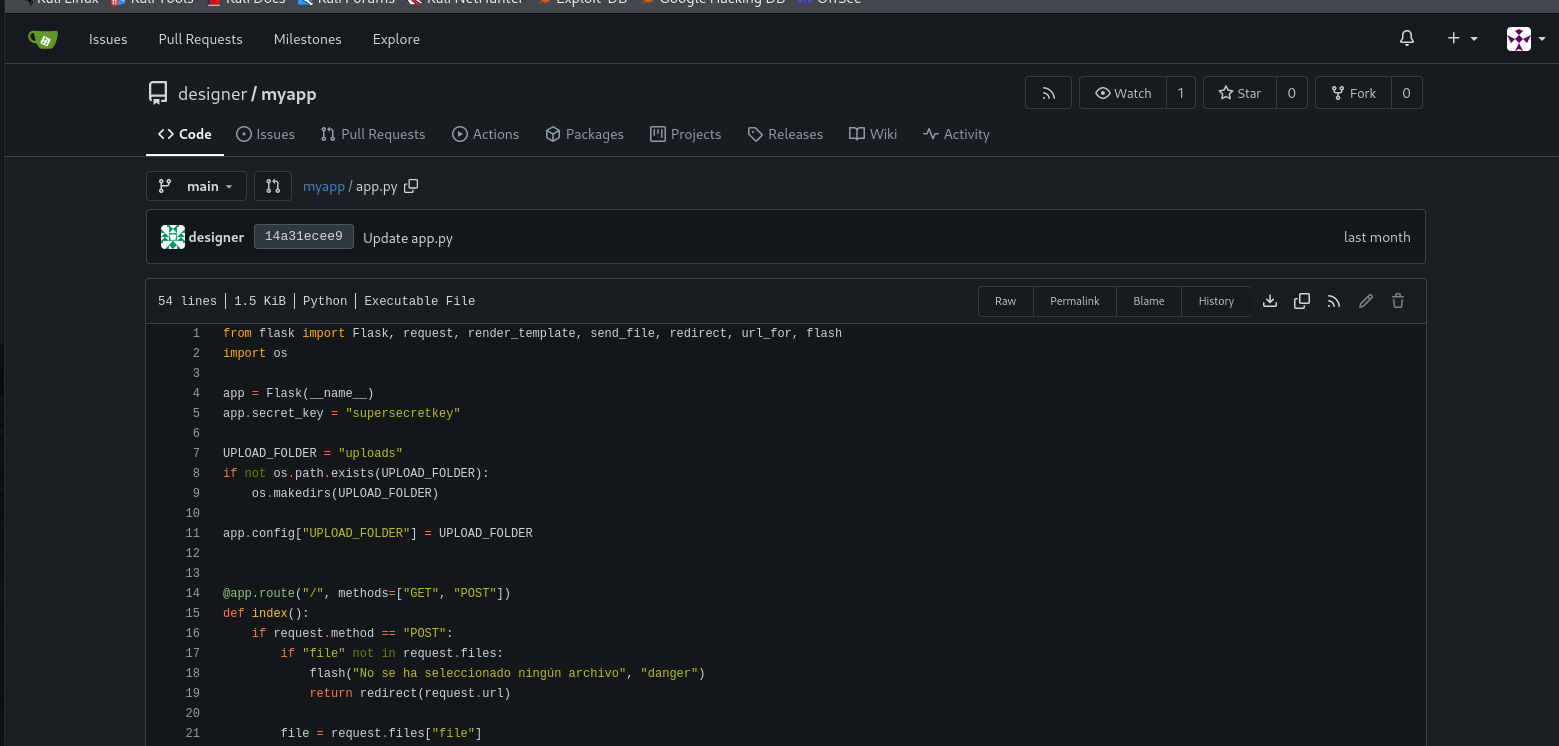 Kali Linux Kali Tools Kali Docs Kali Forums Kali NetHunter Exploit-DB Google Hacking DB OffSec
Issues Pull Requests Milestones Explore
designer / myapp
Watch 1 Star 0 Fork 0
Code Issues Pull Requests Actions Packages Projects Releases Wiki Activity
main myapp / app.py
designer 14a31ecee9 Update app.py last month
54 lines 1.5 KiB Python Executable File Raw Permalink Blame History
1 from flask import Flask, request, render_template, send_file, redirect, url_for, flash
2 import os
3
4 app = Flask(__name__)
5 app.secret_key = "supersecretkey"
6
7 UPLOAD_FOLDER = "uploads"
8 if not os.path.exists(UPLOAD_FOLDER):
9     os.makedirs(UPLOAD_FOLDER)
10
11 app.config["UPLOAD_FOLDER"] = UPLOAD_FOLDER
12
13
14 @app.route("/", methods=["GET", "POST"])
15 def index():
16     if request.method == "POST":
17         if "file" not in request.files:
18             flash("No se ha seleccionado ningún archivo", "danger")
19             return redirect(request.url)
20
21         file = request.files["file"]